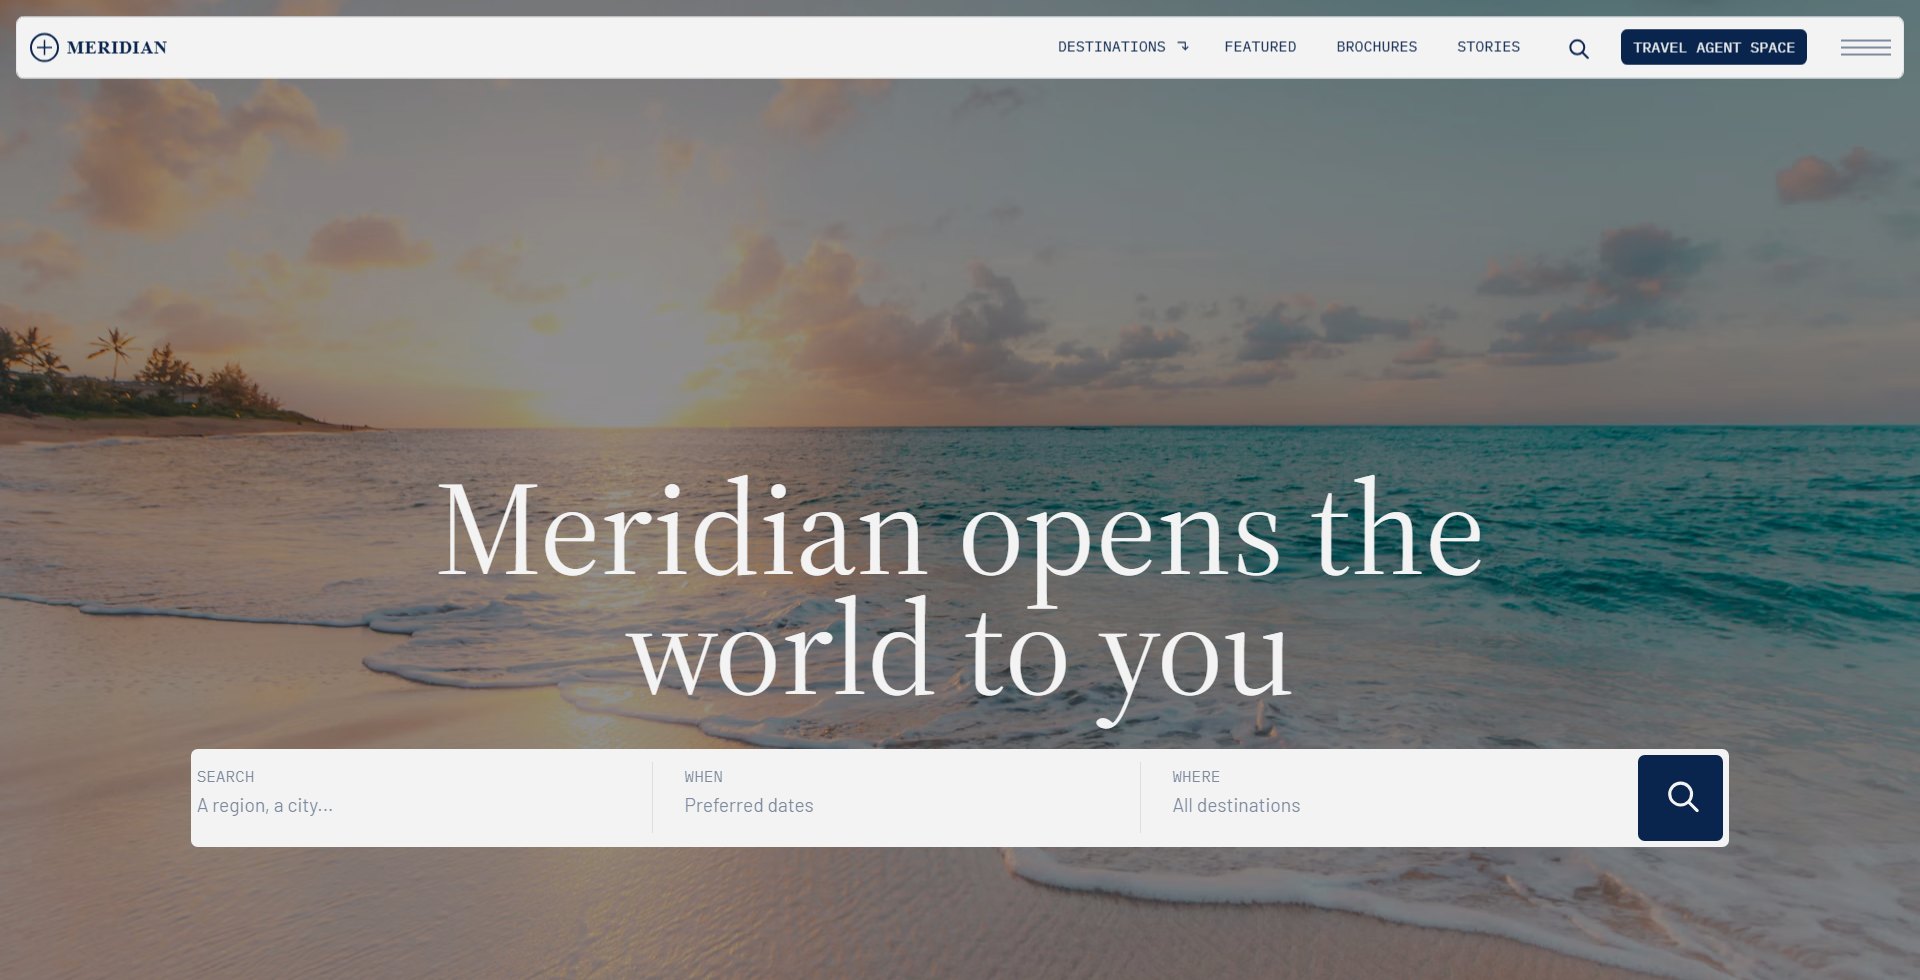 MERIDIAN
DESTINATIONS
FEATURED
BROCHURES
STORIES
TRAVEL AGENT SPACE
Meridian opens the
world to you
SEARCH
A region, a city...
WHEN
Preferred dates
WHERE
All destinations